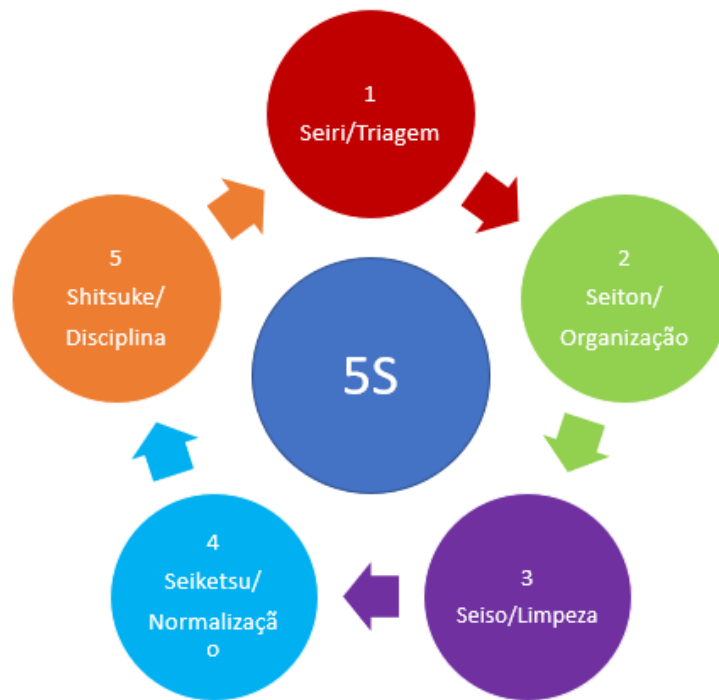 1
Seiri/Triagem
2
Seiton/
Organização
3
Seiso/Limpeza
4
Seiketsu/
Normalizaçã
o
5
Shitsuke/
Disciplina
5S